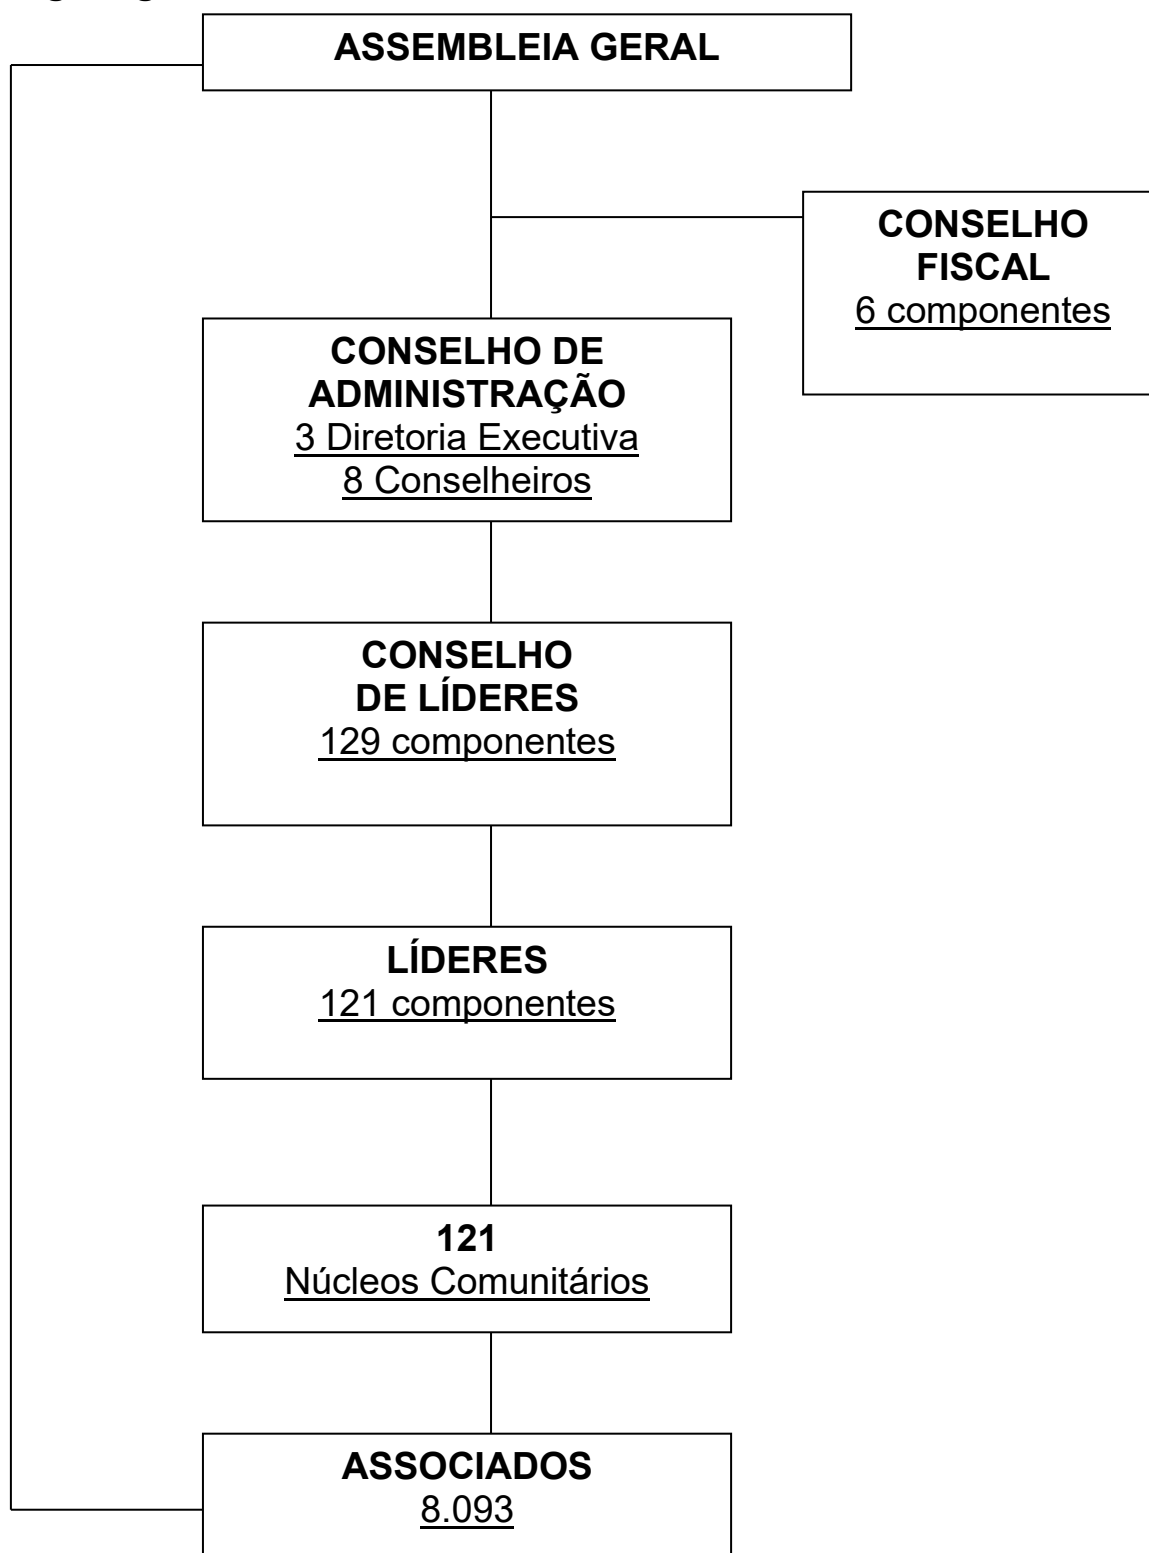 ASSEMBLEIA GERAL
CONSELHO
FISCAL
6 componentes
CONSELHO DE
ADMINISTRAÇÃO
3 Diretoria Executiva
8 Conselheiros
CONSELHO
DE LÍDERES
129 componentes
LÍDERES
121 componentes
121
Núcleos Comunitários
ASSOCIADOS
8.093